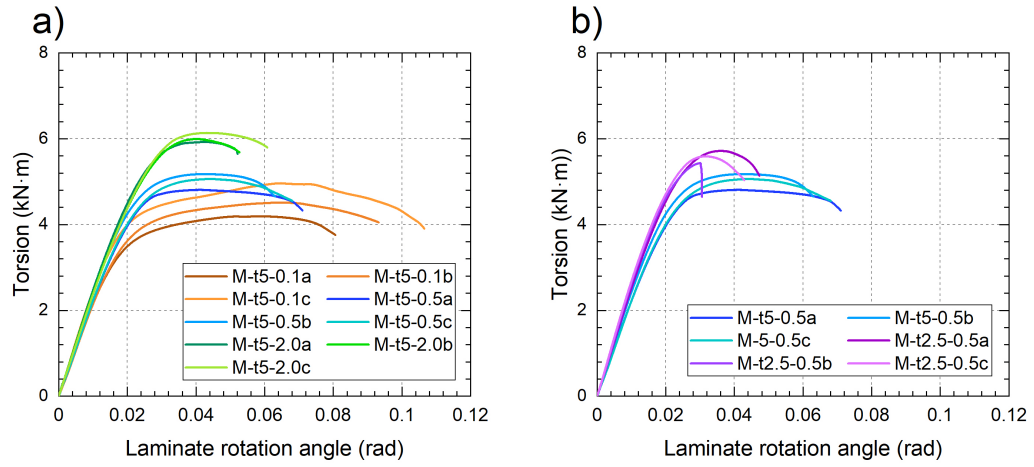 a)
8
6
4
2
0
Torsion (kN·m)
0
0.02
0.04
0.06
0.08
0.1
0.12
Laminate rotation angle (rad)
M-t5-0.1a M-t5-0.1b
M-t5-0.1c M-t5-0.5a
M-t5-0.5b M-t5-0.5c
M-t5-2.0a M-t5-2.0b
M-t5-2.0c
b)
8
6
4
2
0
Torsion (kN·m))
0
0.02
0.04
0.06
0.08
0.1
0.12
Laminate rotation angle (rad)
M-t5-0.5a M-t5-0.5b
M-5-0.5c M-t2.5-0.5a
M-t2.5-0.5b M-t2.5-0.5c